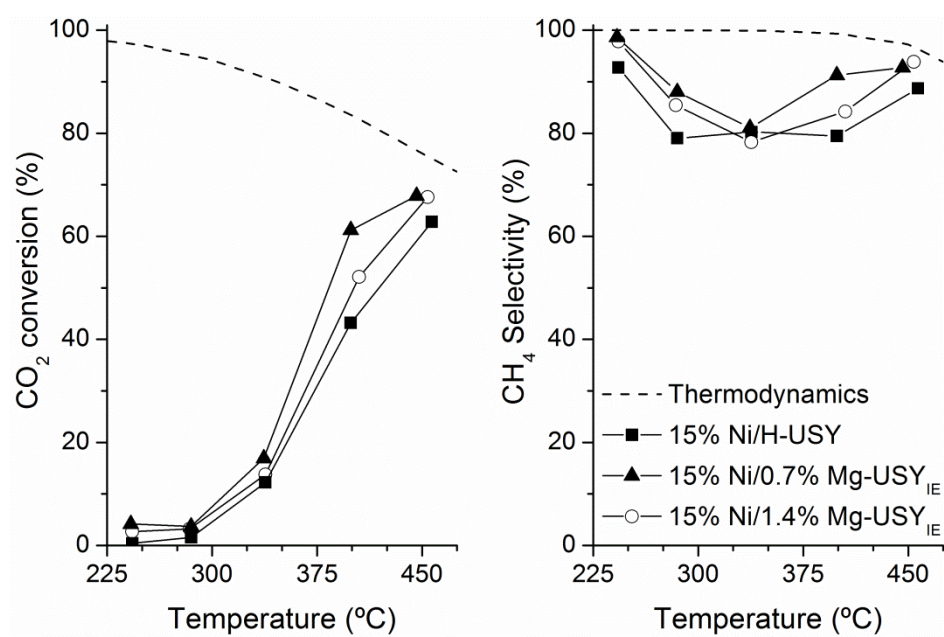 100
80
60
40
20
0
CO₂ conversion (%)
225 300 375 450
Temperature (ºC)
100
80
60
40
20
0
CH₄ Selectivity (%)
Thermodynamics
15% Ni/H-USY
15% Ni/0.7% Mg-USY_IE
15% Ni/1.4% Mg-USY_IE
225 300 375 450
Temperature (ºC)